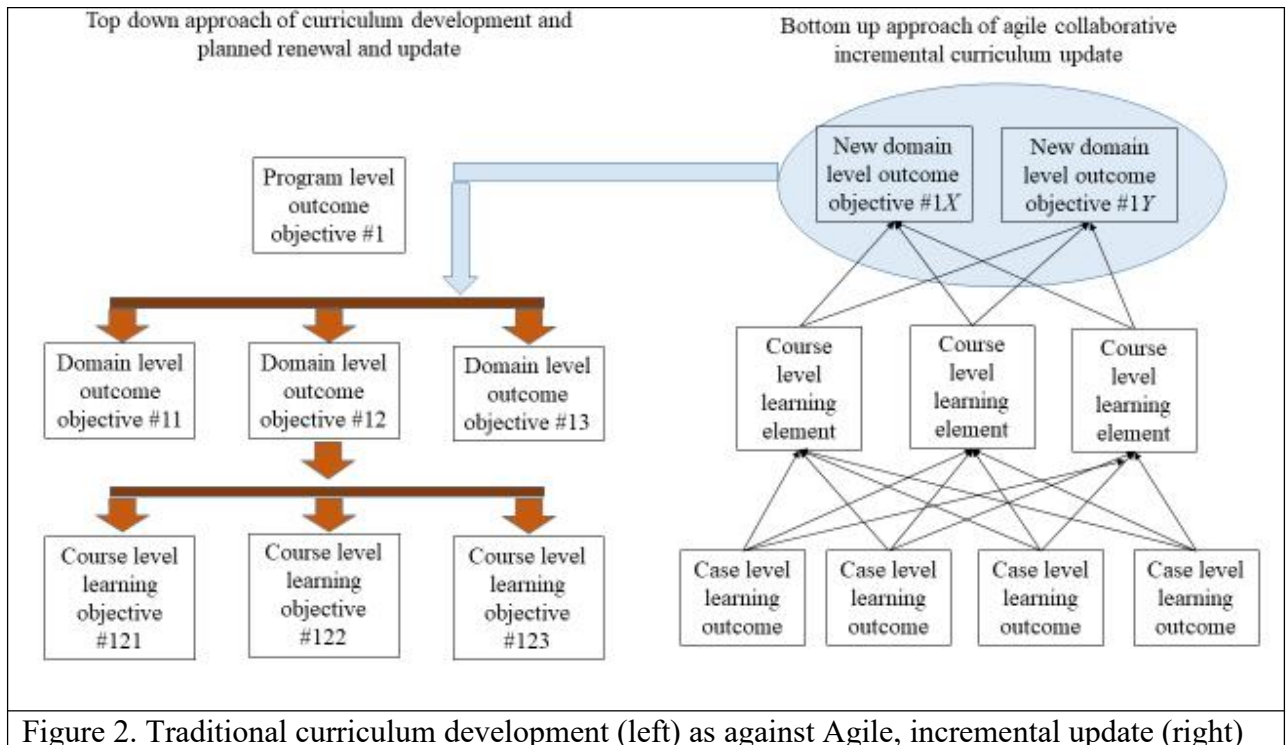 Top down approach of curriculum development and
planned renewal and update
Bottom up approach of agile collaborative
incremental curriculum update
Program level
outcome
objective #1
New domain
level outcome
objective #1X
New domain
level outcome
objective #1Y
Domain level
outcome
objective #11
Domain level
outcome
objective #12
Domain level
outcome
objective #13
Course
level
learning
element
Course
level
learning
element
Course
level
learning
element
Course level
learning
objective
#121
Course level
learning
objective
#122
Course level
learning
objective
#123
Case level
learning
outcome
Case level
learning
outcome
Case level
learning
outcome
Case level
learning
outcome
Figure 2. Traditional curriculum development (left) as against Agile, incremental update (right)